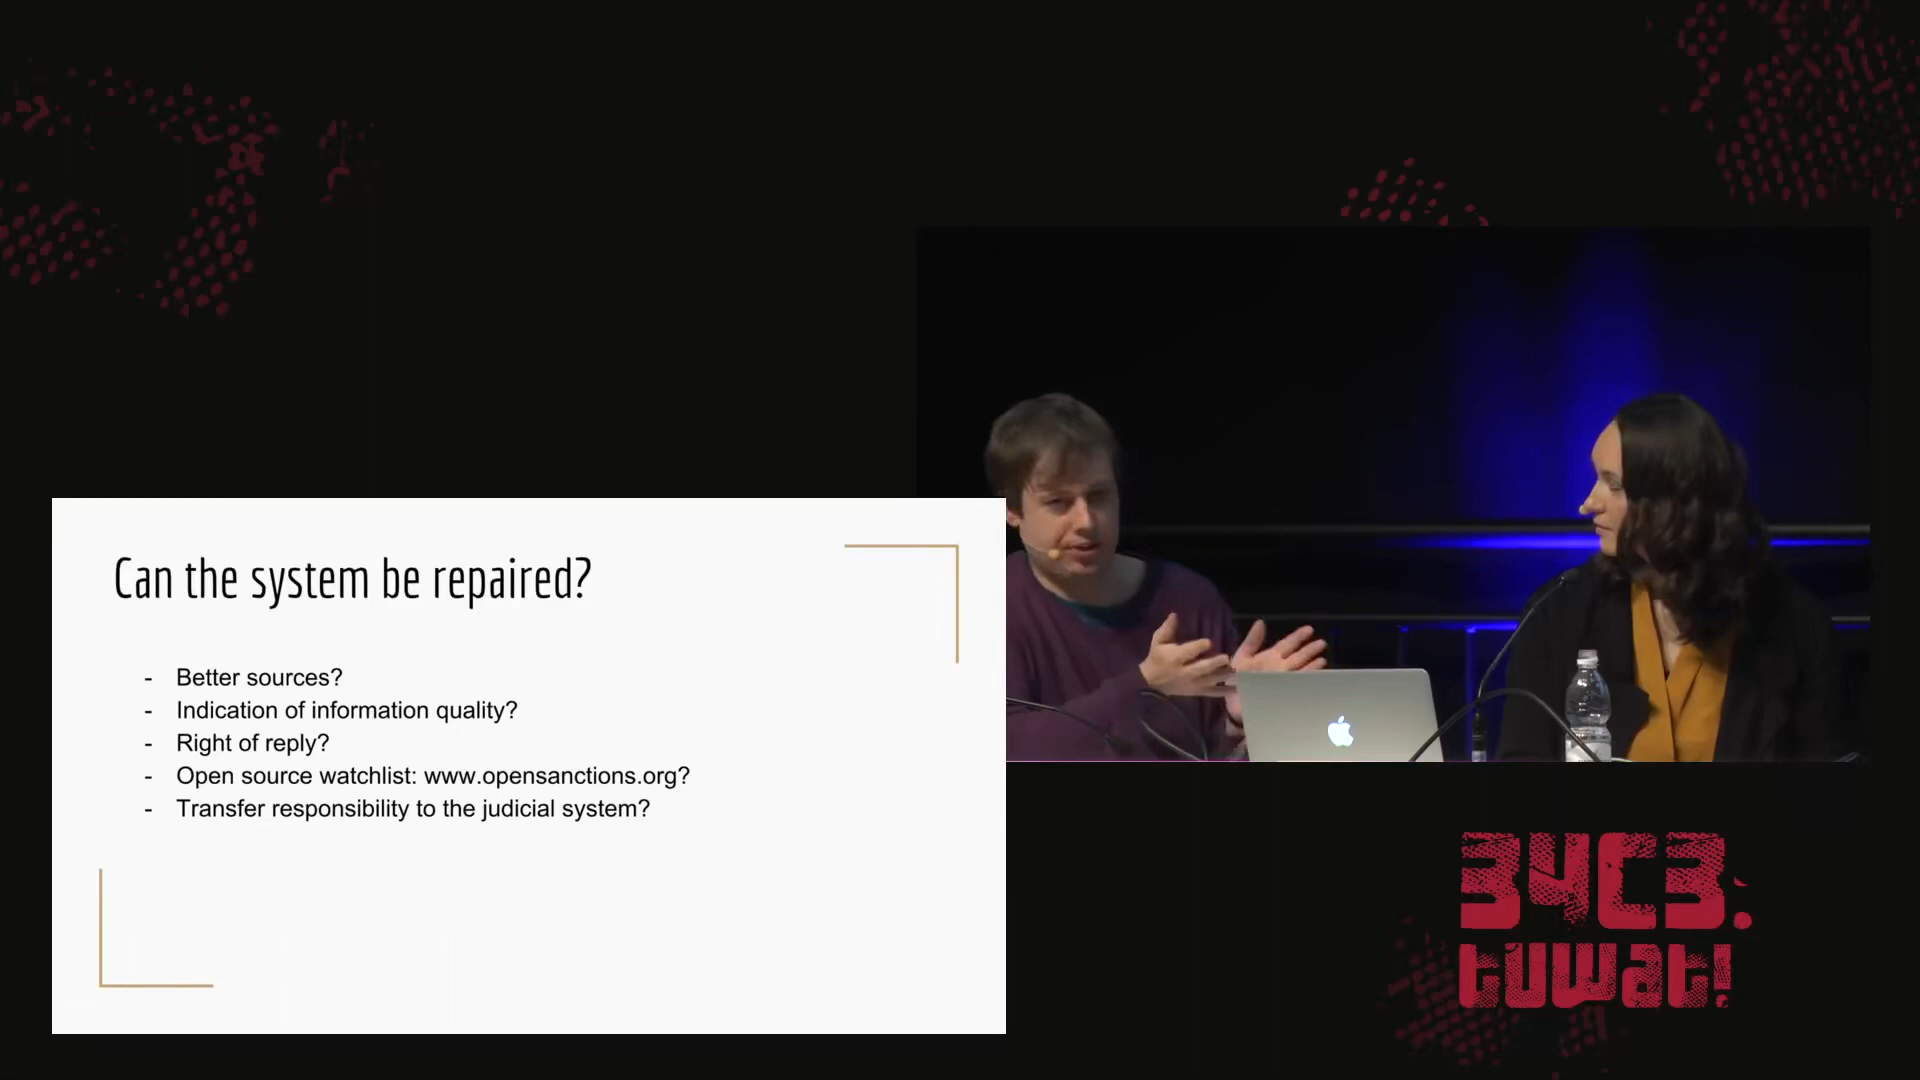 Can the system be repaired?
- Better sources?
- Indication of information quality?
- Right of reply?
- Open source watchlist: www.opensanctions.org?
- Transfer responsibility to the judicial system?
34C3.
tuwat!